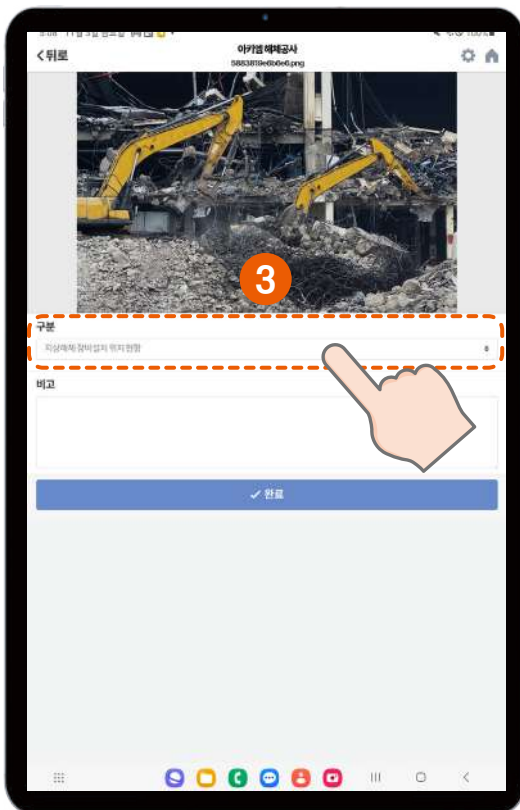 뒤로
아키엠 해체공사
5883819e6b6e6.png
3
구분
지상해체 장비설치 위치 현황
비고
✓ 완료